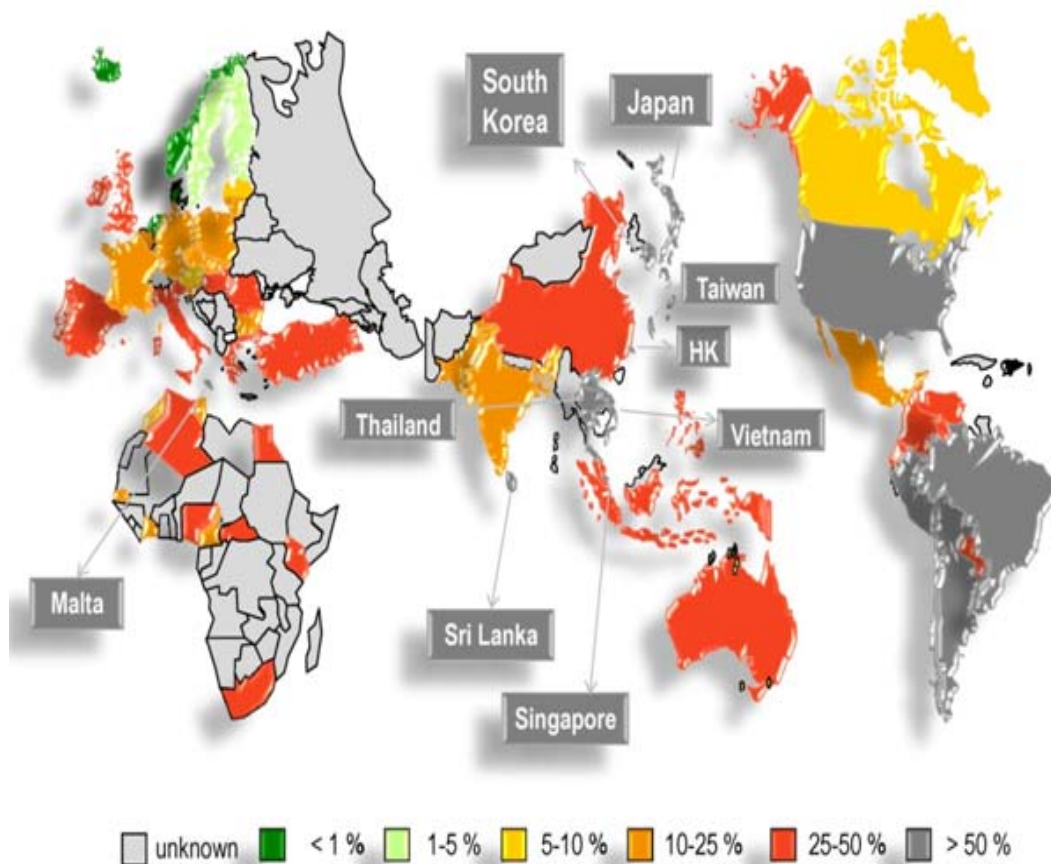 South
Korea
Japan
Taiwan
HK
Thailand
Vietnam
Malta
Sri Lanka
Singapore
unknown < 1 % 1-5 % 5-10 % 10-25 % 25-50 % > 50 %